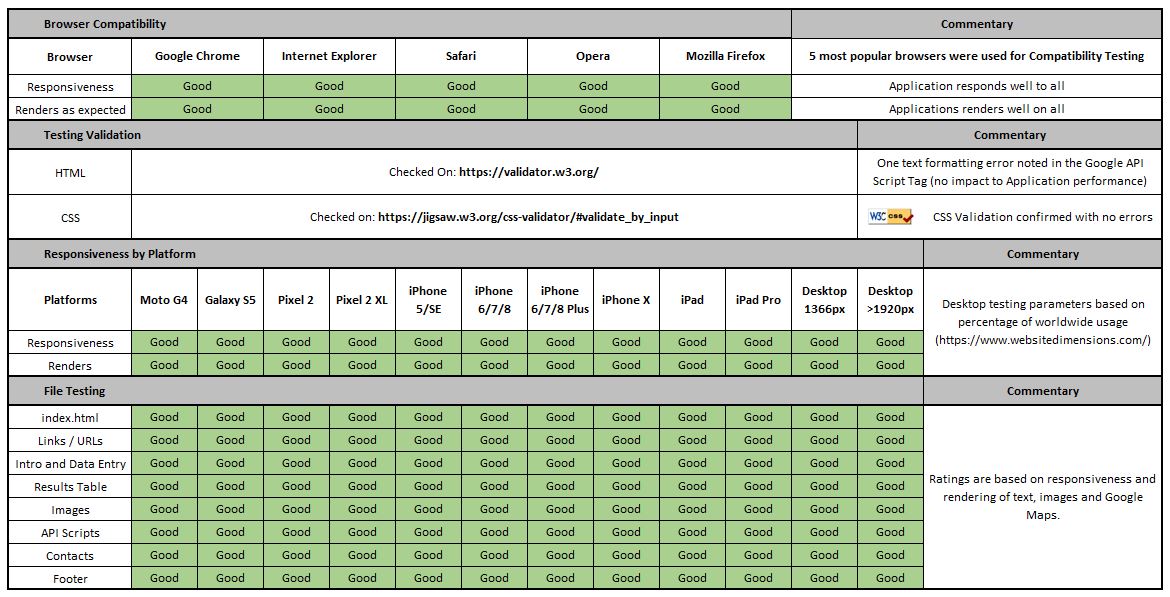 Browser Compatibility Commentary
Browser Google Chrome Internet Explorer Safari Opera Mozilla Firefox 5 most popular browsers were used for Compatibility Testing
Responsiveness Good Good Good Good Good Application responds well to all
Renders as expected Good Good Good Good Good Applications renders well on all
Testing Validation Commentary
HTML Checked On: https://validator.w3.org/ One text formatting error noted in the Google API
Script Tag (no impact to Application performance)
CSS Checked on: https://jigsaw.w3.org/css-validator/#validate_by_input W3C css CSS Validation confirmed with no errors
Responsiveness by Platform Commentary
Platforms Moto G4 Galaxy S5 Pixel 2 Pixel 2 XL iPhone 5/SE iPhone 6/7/8 iPhone 6/7/8 Plus iPhone X iPad iPad Pro Desktop 1366px Desktop >1920px
Desktop testing parameters based on
percentage of worldwide usage
(https://www.websitedimensions.com/)
Responsiveness Good Good Good Good Good Good Good Good Good Good Good Good
Renders Good Good Good Good Good Good Good Good Good Good Good Good
File Testing Commentary
index.html Good Good Good Good Good Good Good Good Good Good Good Good
Links / URLs Good Good Good Good Good Good Good Good Good Good Good Good
Intro and Data Entry Good Good Good Good Good Good Good Good Good Good Good Good
Results Table Good Good Good Good Good Good Good Good Good Good Good Good
Images Good Good Good Good Good Good Good Good Good Good Good Good
API Scripts Good Good Good Good Good Good Good Good Good Good Good Good
Contacts Good Good Good Good Good Good Good Good Good Good Good Good
Footer Good Good Good Good Good Good Good Good Good Good Good Good
Ratings are based on responsiveness and
rendering of text, images and Google
Maps.